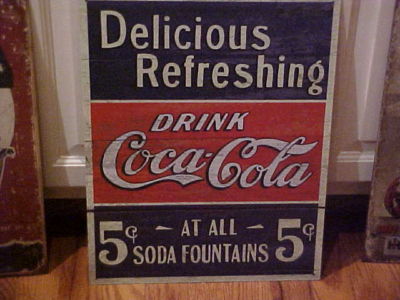 Delicious
Refreshing
DRINK
Coca-Cola
5¢ - AT ALL - 5¢
SODA FOUNTAINS